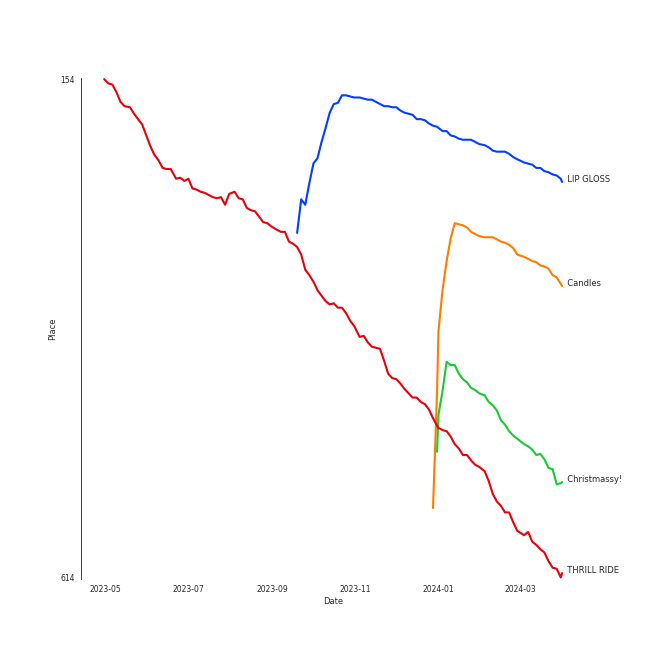 154
LIP GLOSS
Candles
Place
Christmassy!
THRILL RIDE
614
2023-05 2023-07 2023-09 2023-11 2024-01 2024-03
Date